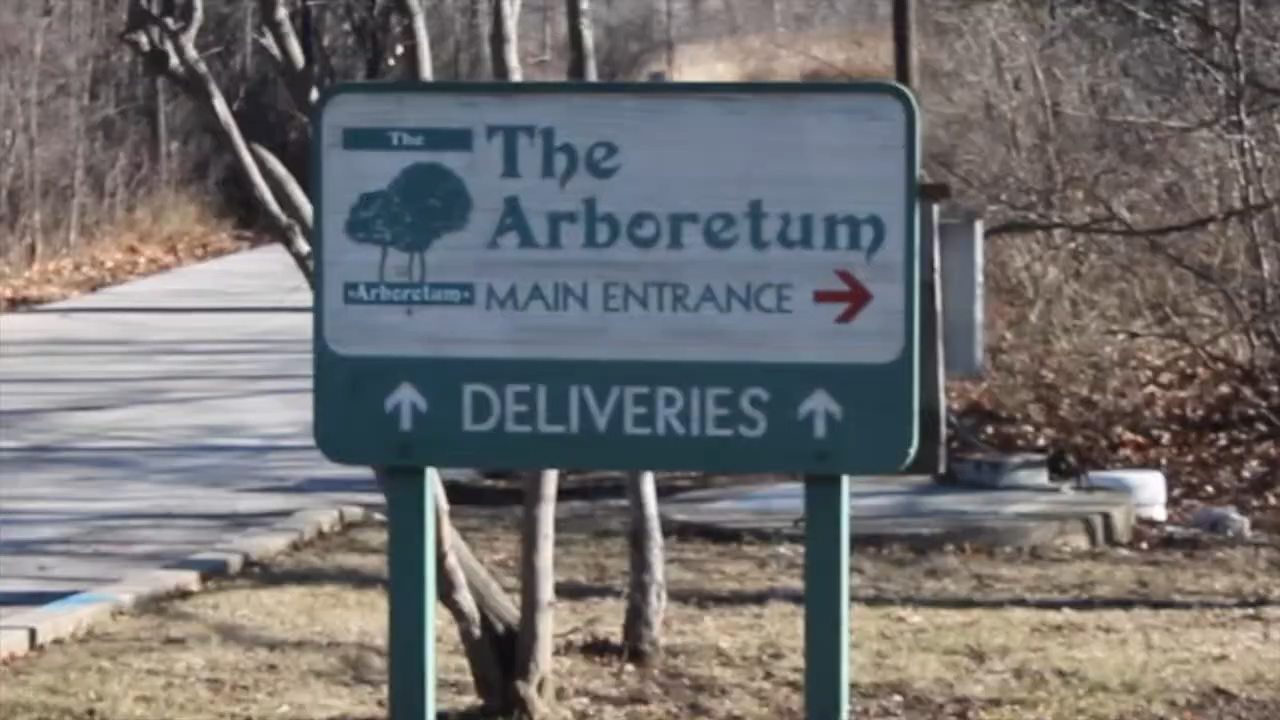 The
Arboretum
The
Arboretum
MAIN ENTRANCE
DELIVERIES